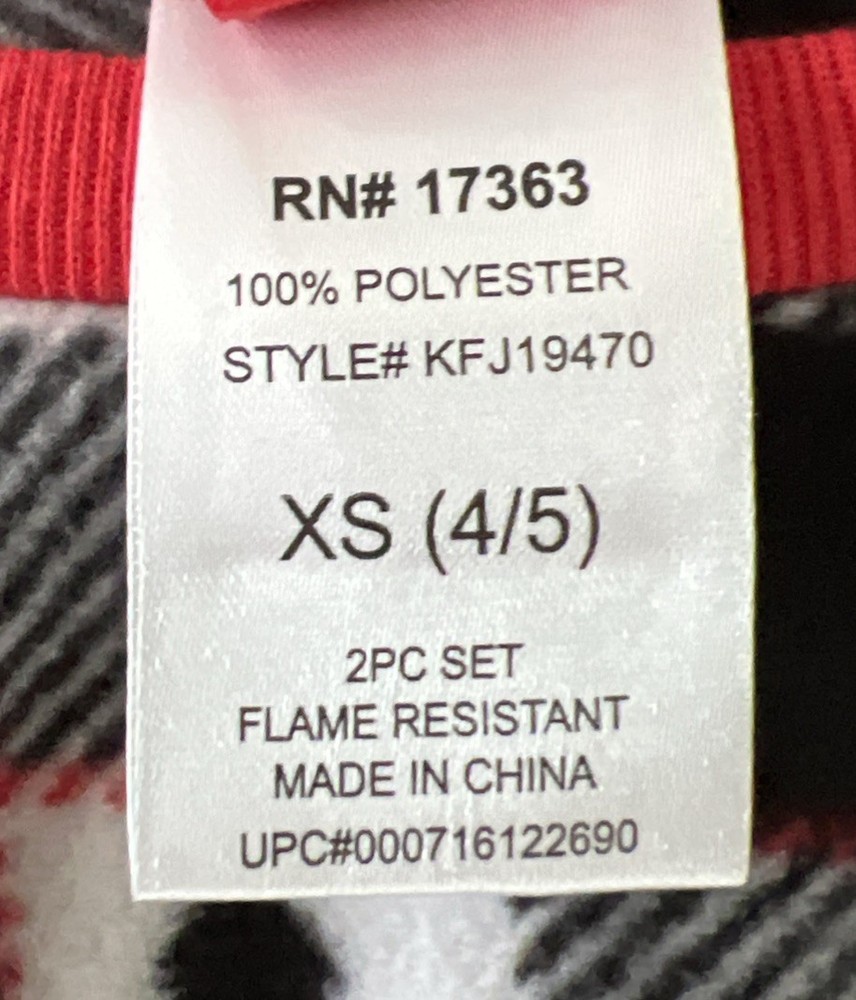 RN# 17363
100% POLYESTER
STYLE# KFJ19470
XS (4/5)
2PC SET
FLAME RESISTANT
MADE IN CHINA
UPC#000716122690